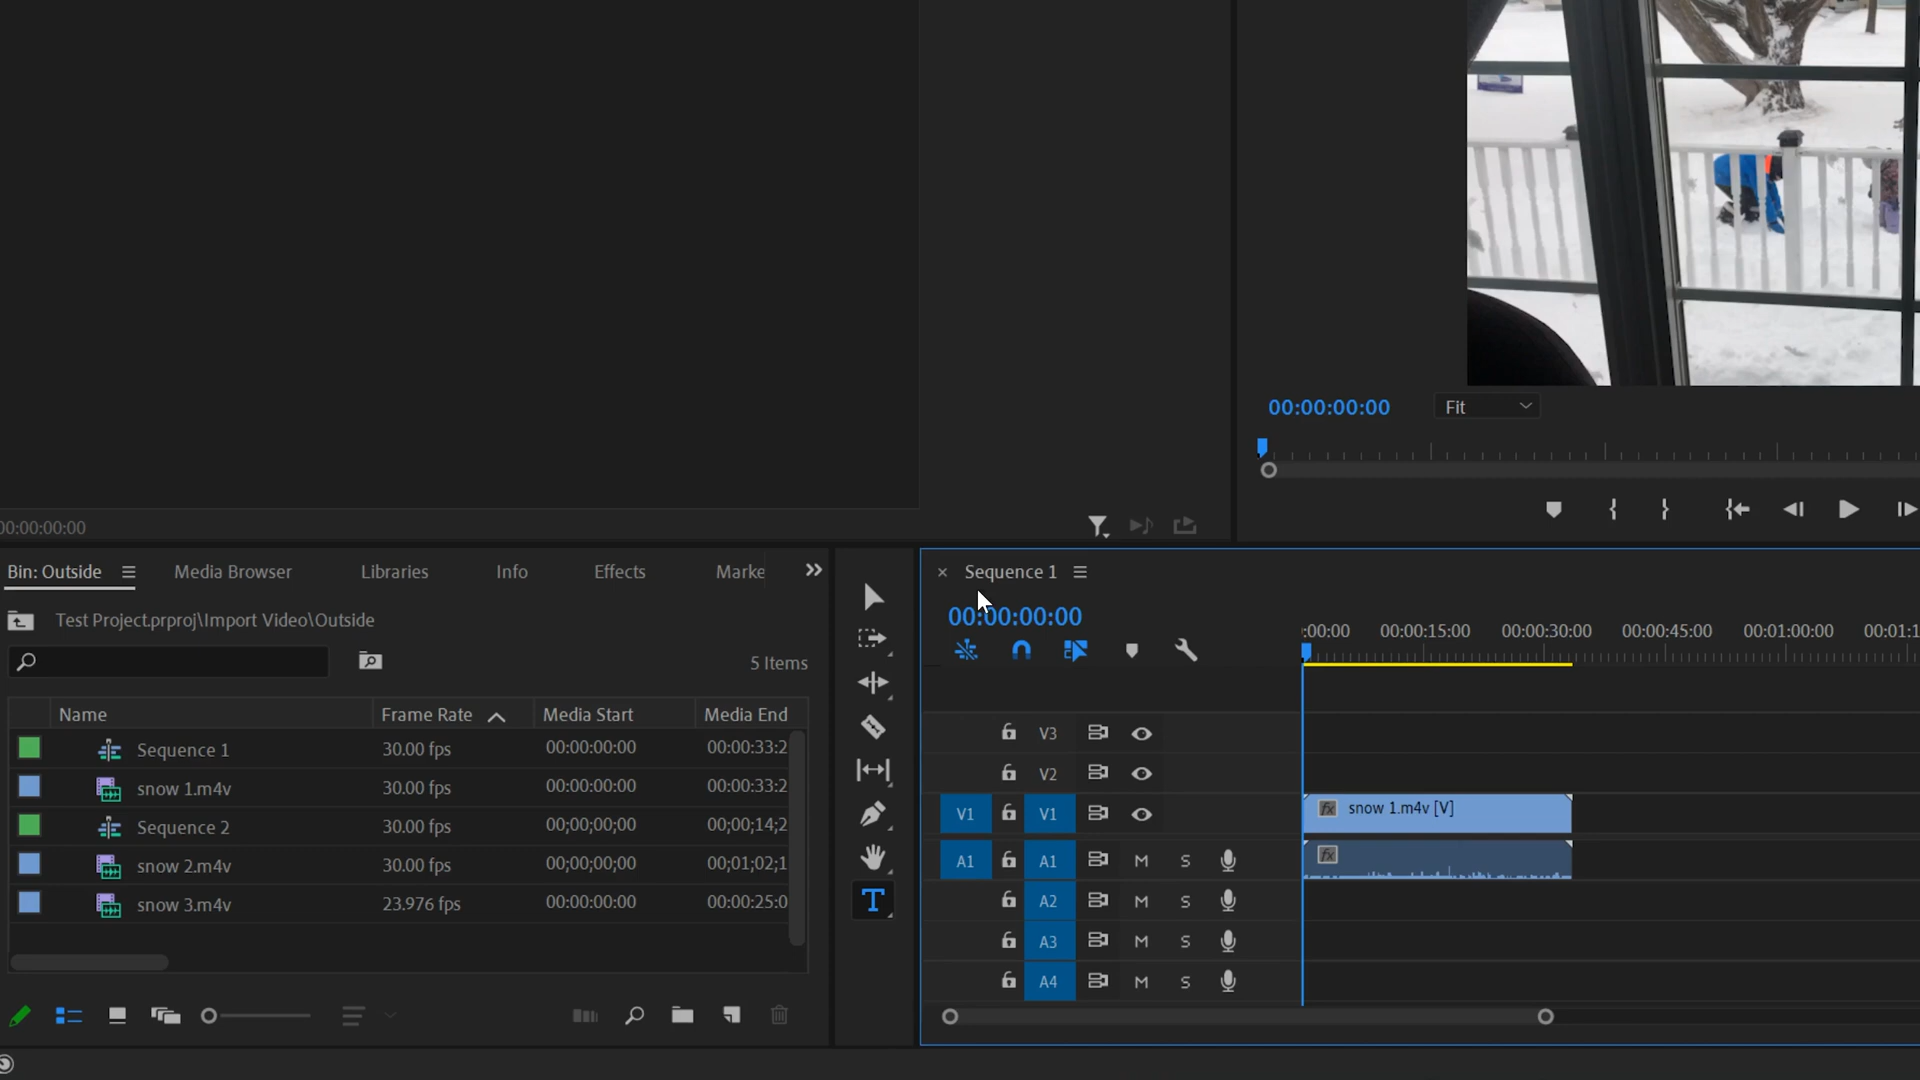 00:00:00:00
Fit
00:00:00:00
Bin: Outside
Media Browser
Libraries
Info
Effects
Marke
Test Project.prproj\Import Video\Outside
5 Items
Name
Frame Rate
Media Start
Media End
Sequence 1
30.00 fps
00:00:00:00
00:00:33:2
snow 1.m4v
30.00 fps
00:00:00:00
00:00:33:2
Sequence 2
30.00 fps
00;00;00;00
00;00;14;2
snow 2.m4v
30.00 fps
00;00;00;00
00;01;02;1
snow 3.m4v
23.976 fps
00:00:00:00
00:00:25:0
T
× Sequence 1
00:00:00:00
:00:00
00:00:15:00
00:00:30:00
00:00:45:00
00:01:00:00
00:01:1
V3
V2
V1 V1
snow 1.m4v [V]
fx
A1 A1 M S
fx
A2 M S
A3 M S
A4 M S